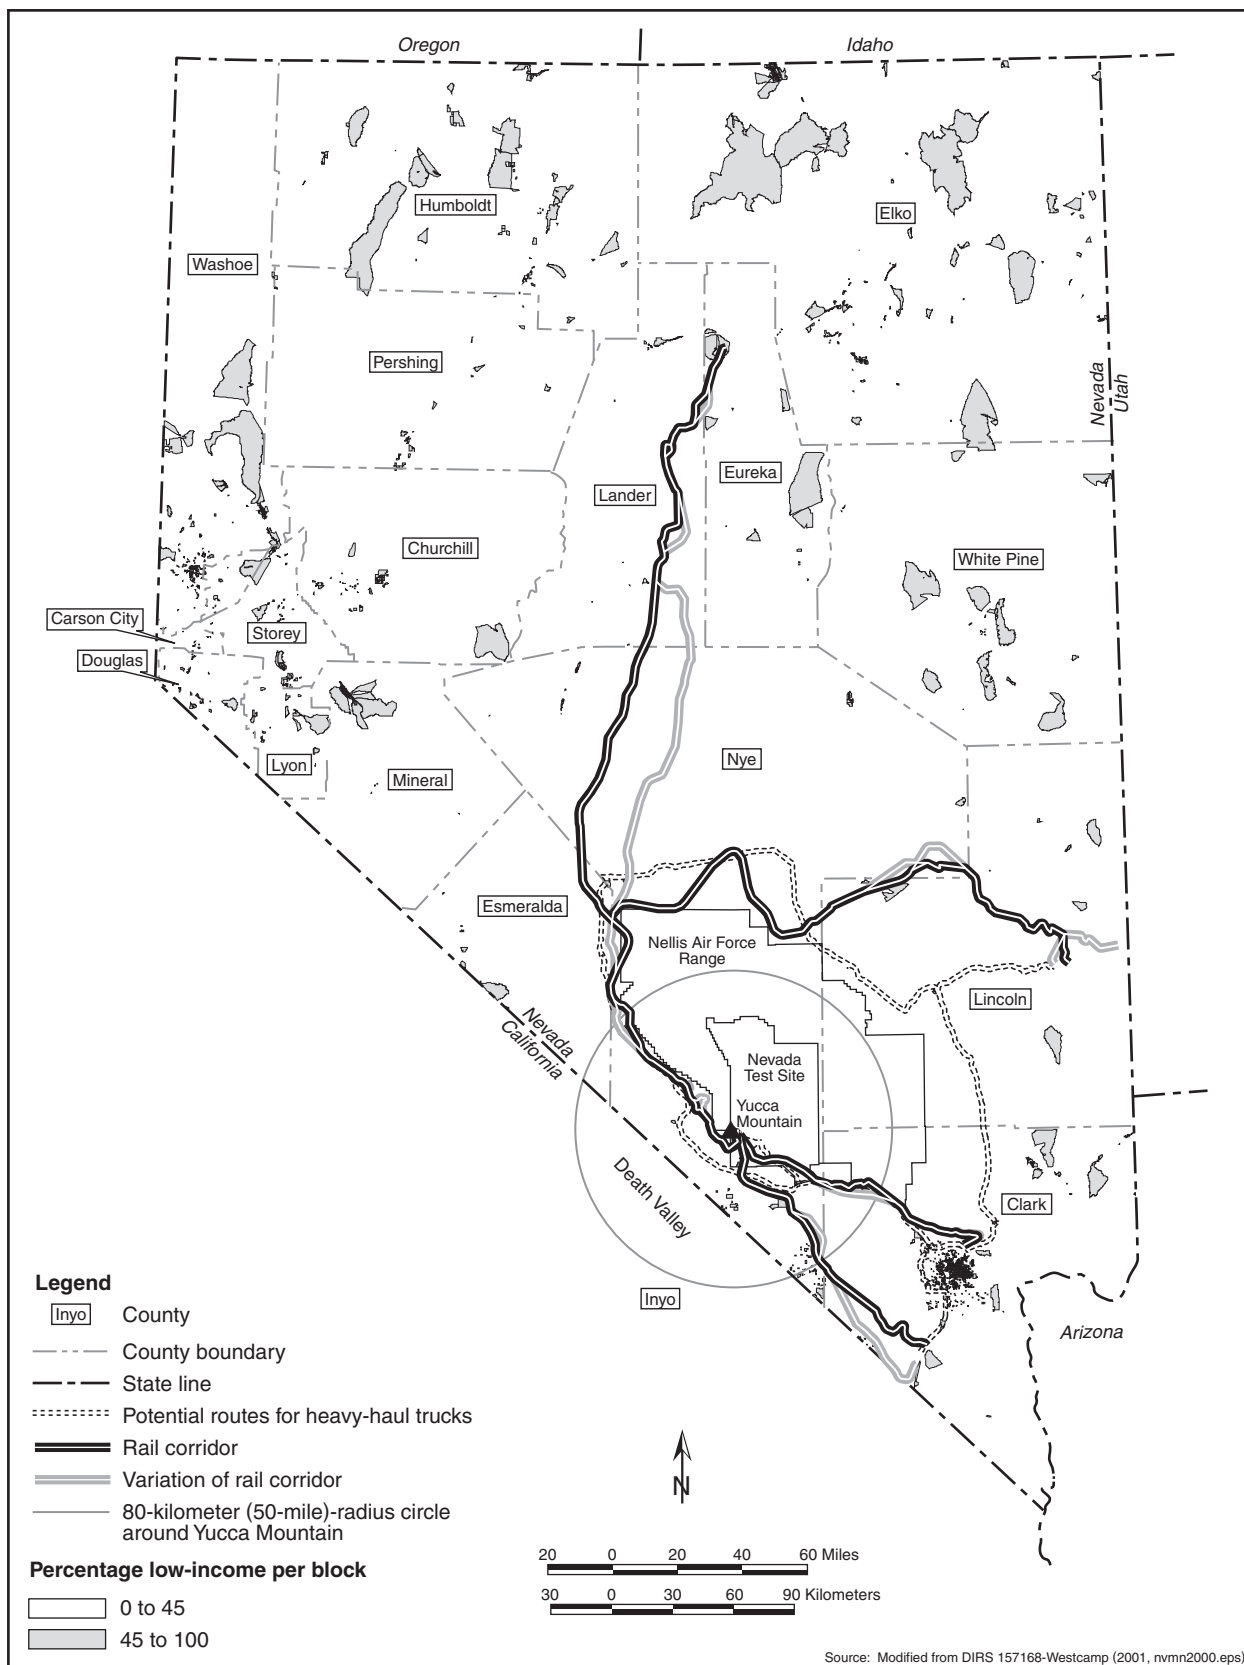 Oregon
Idaho
Humboldt
Elko
Washoe
Pershing
Nevada
Utah
Eureka
Lander
Churchill
White Pine
Carson City
Storey
Douglas
Nye
Lyon
Mineral
Esmeralda
Nellis Air Force
Range
Lincoln
Nevada
California
Nevada
Test Site
Yucca
Mountain
Death Valley
Clark
Inyo
Arizona
Legend
Inyo
County
County boundary
State line
Potential routes for heavy-haul trucks
Rail corridor
Variation of rail corridor
80-kilometer (50-mile)-radius circle
around Yucca Mountain
N
Percentage low-income per block
0 to 45
45 to 100
20 0 20 40 60 Miles
30 0 30 60 90 Kilometers
Source: Modified from DIRS 157168-Westcamp (2001, nvmn2000.eps)